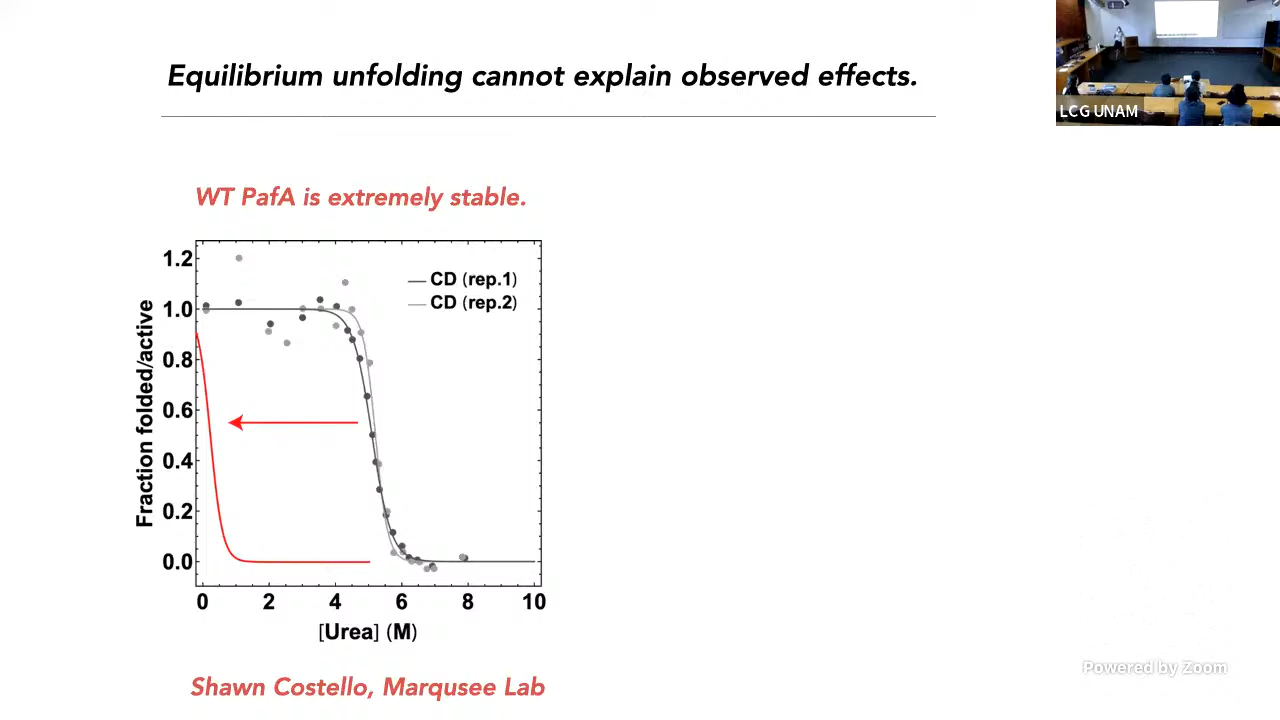 Equilibrium unfolding cannot explain observed effects.
LCG UNAM
WT PafA is extremely stable.
1.2
1.0
0.8
0.6
0.4
0.2
0.0
Fraction folded/active
CD (rep.1)
CD (rep.2)
0 2 4 6 8 10
[Urea] (M)
Shawn Costello, Marqusee Lab
Powered by Zoom